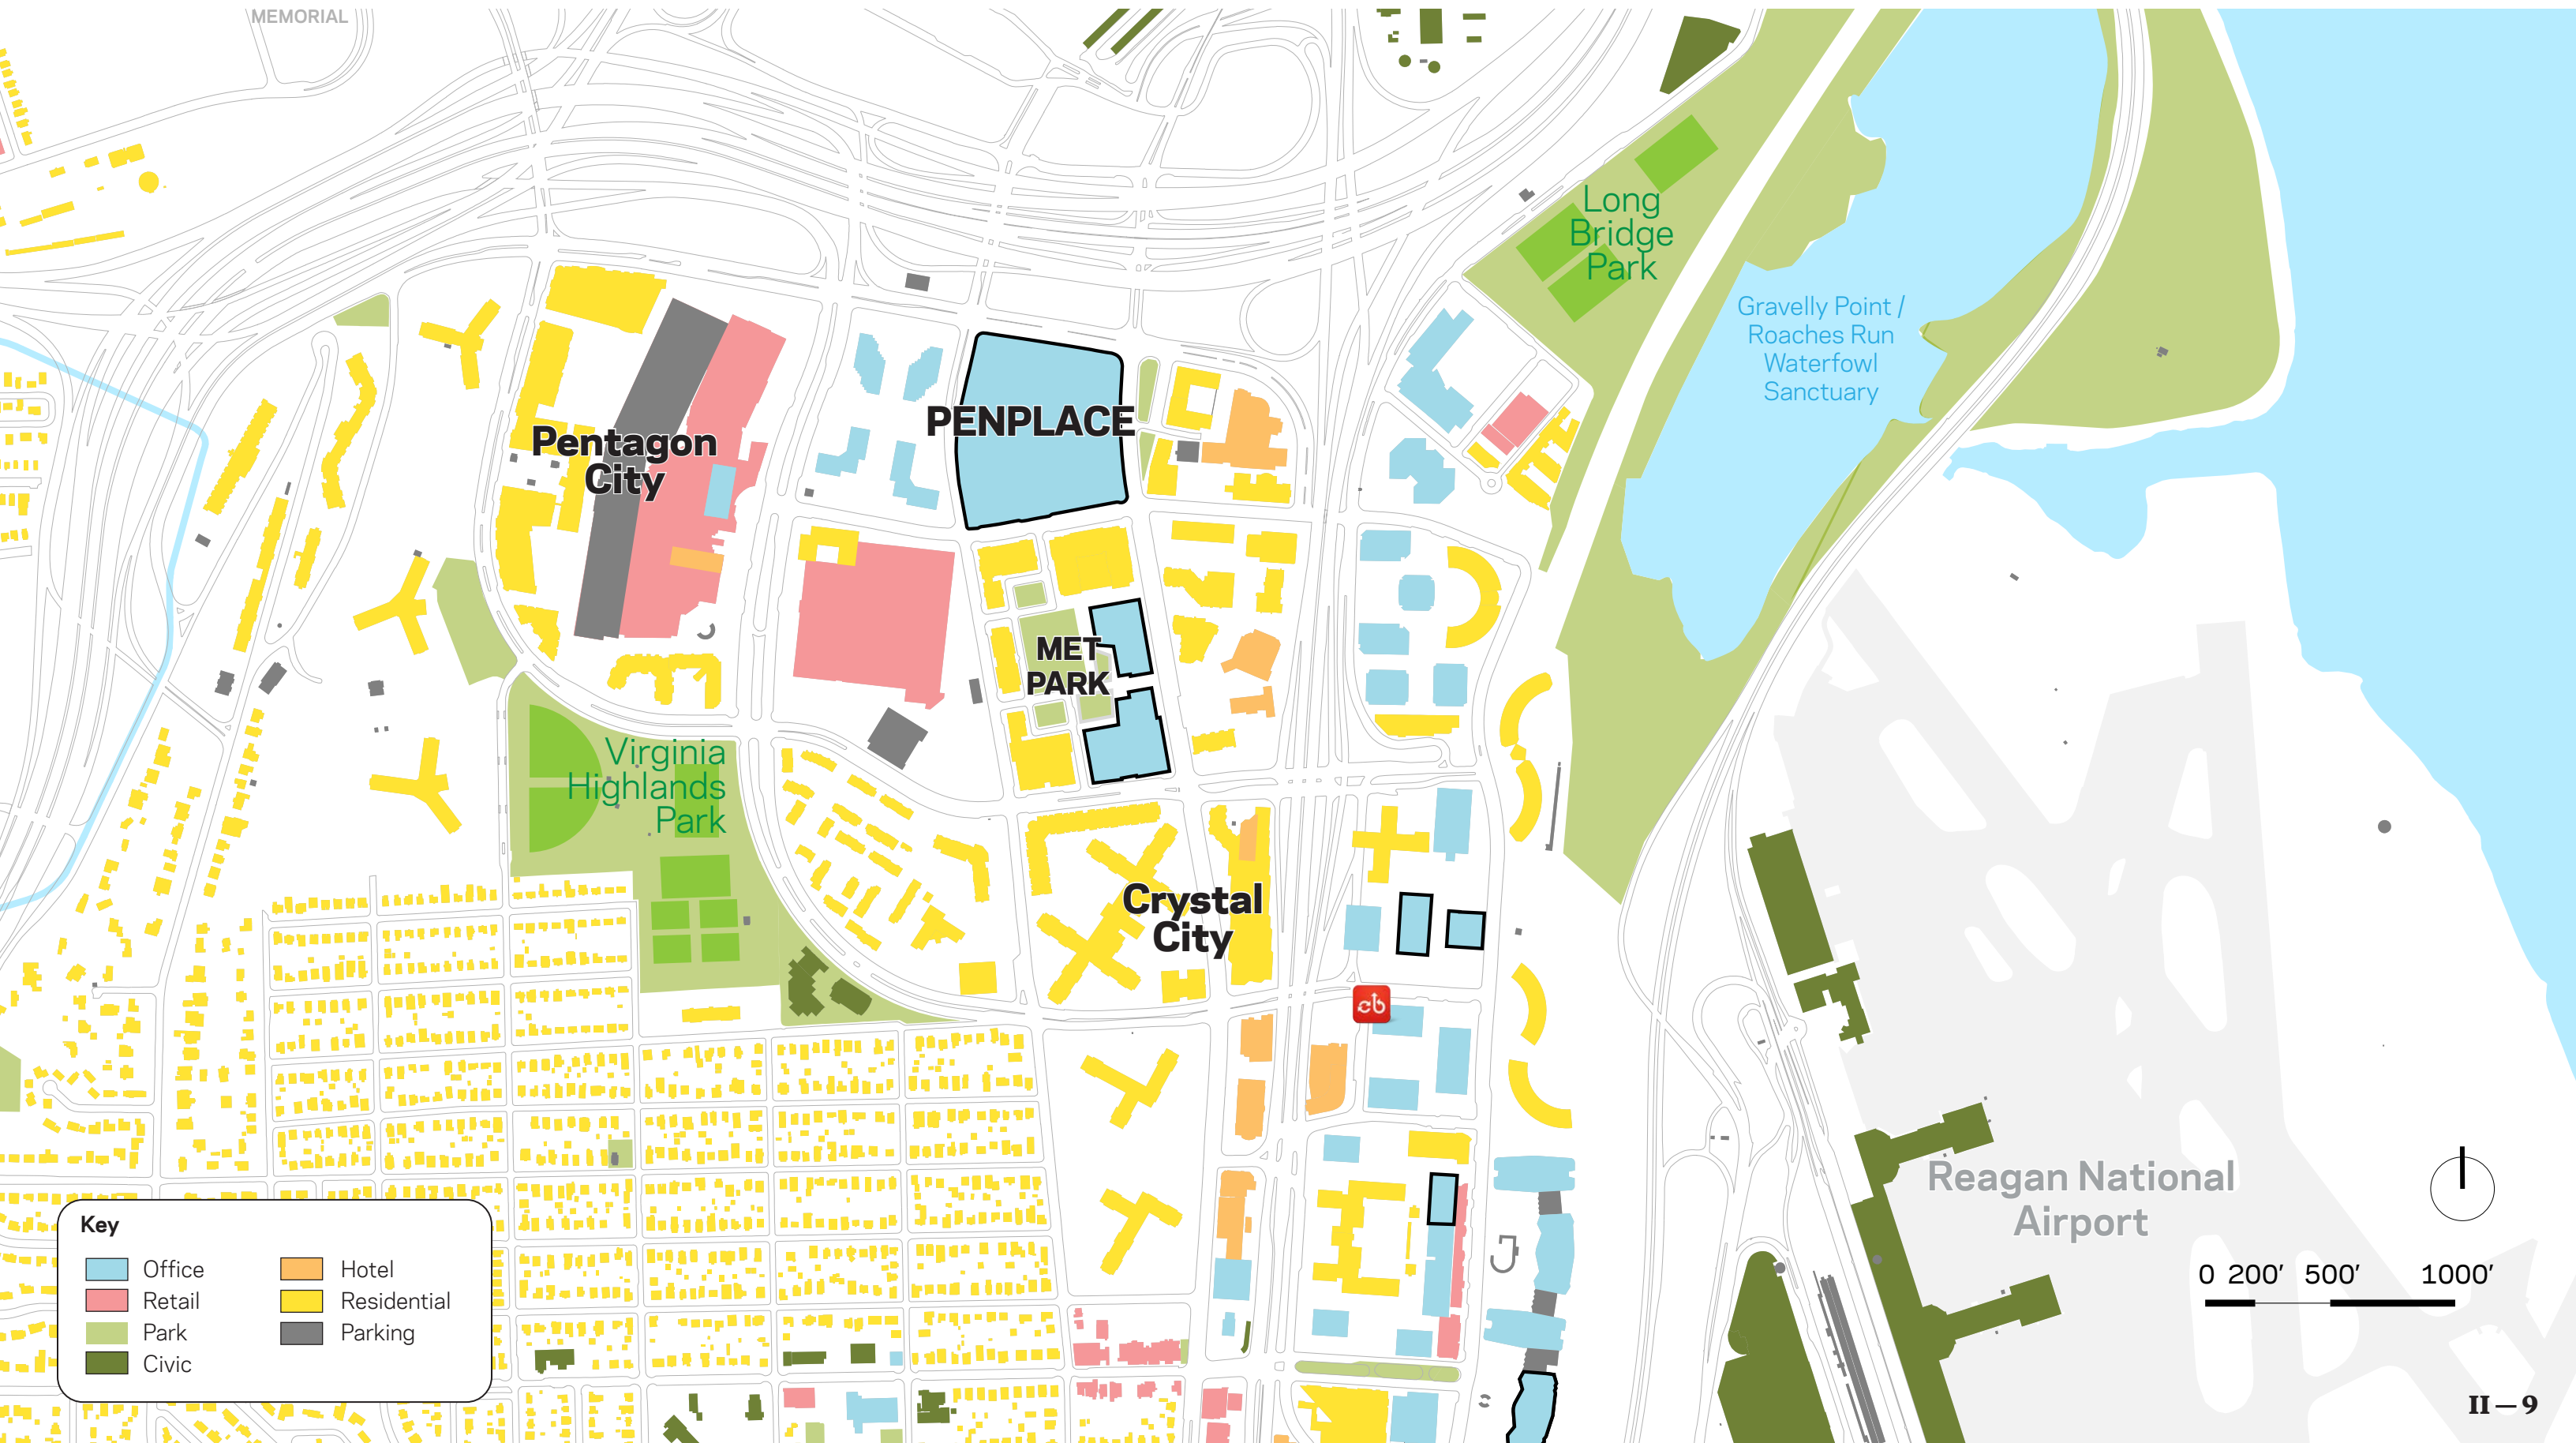 MEMORIAL
Long
Bridge
Park
Gravelly Point /
Roaches Run
Waterfowl
Sanctuary
PENPLACE
Pentagon
City
MET
PARK
Virginia
Highlands
Park
Crystal
City
cb
Reagan National
Airport
Key
Office
Retail
Park
Civic
Hotel
Residential
Parking
0 200′ 500′ 1000′
II — 9